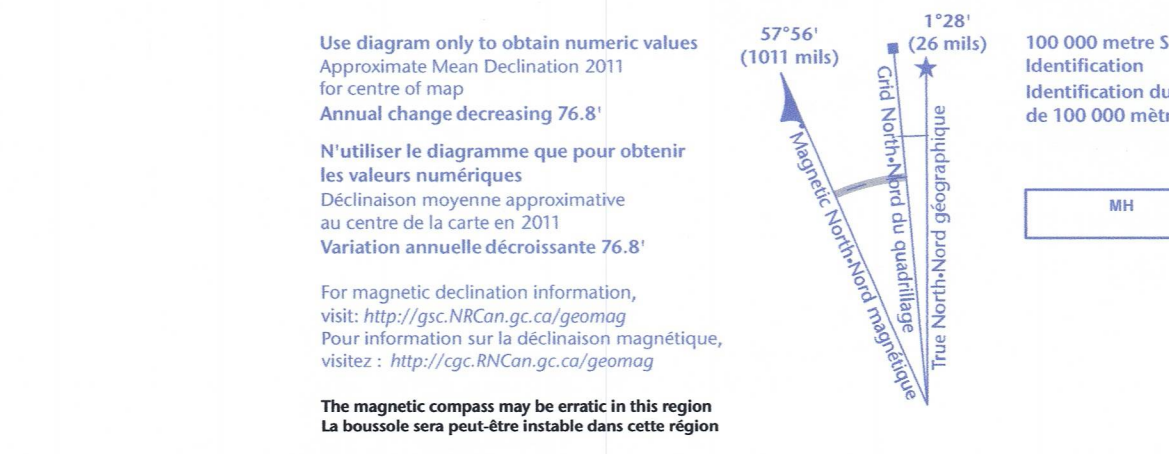 Use diagram only to obtain numeric values
Approximate Mean Declination 2011
for centre of map
Annual change decreasing 76.8'
N'utiliser le diagramme que pour obtenir
les valeurs numériques
Déclinaison moyenne approximative
au centre de la carte en 2011
Variation annuelle décroissante 76.8'
For magnetic declination information,
visit: http://gsc.NRCan.gc.ca/geomag
Pour information sur la déclinaison magnétique,
visitez : http://cgc.RNCan.gc.ca/geomag
The magnetic compass may be erratic in this region
La boussole sera peut-être instable dans cette région
57°56'
(1011 mils)
1°28'
(26 mils)
Magnetic North•Nord magnétique
Grid North•Nord du quadrillage
True North•Nord géographique
100 000 metre S
Identification
Identification du
de 100 000 mètr
MH